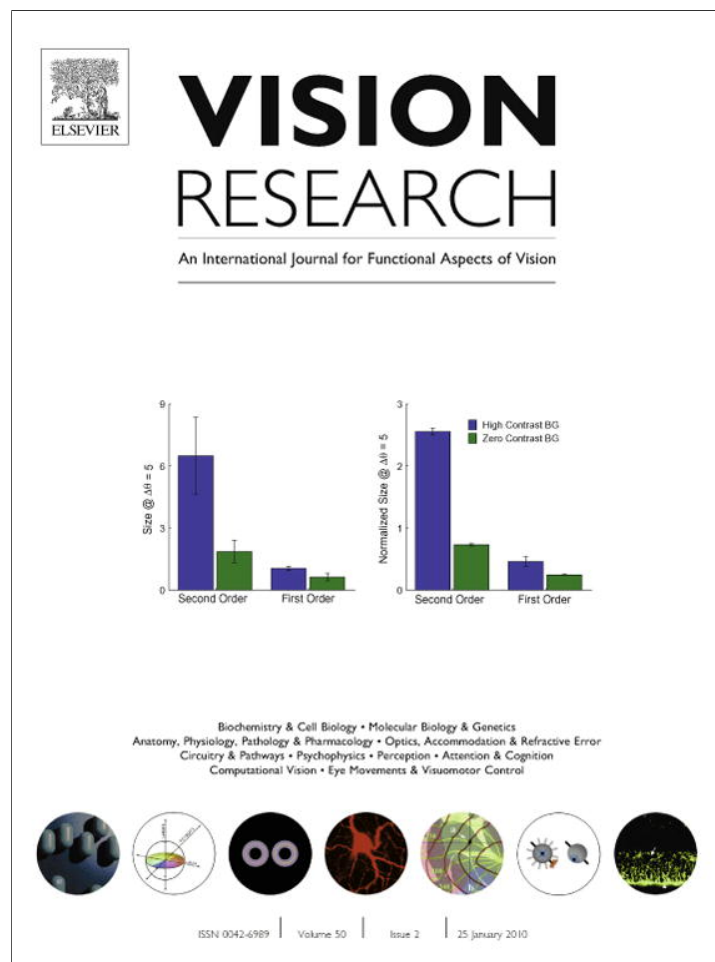 ELSEVIER
VISION
RESEARCH
An International Journal for Functional Aspects of Vision
9
6
3
0
Size @ Δθ = 5
Second Order
First Order
3
2
1
0
Normalized Size @ Δθ = 5
High Contrast BG
Zero Contrast BG
Second Order
First Order
Biochemistry & Cell Biology • Molecular Biology & Genetics
Anatomy, Physiology, Pathology & Pharmacology • Optics, Accommodation & Refractive Error
Circuitry & Pathways • Psychophysics • Perception • Attention & Cognition
Computational Vision • Eye Movements & Visuomotor Control
ISSN 0042-6989 | Volume 50 | Issue 2 | 25 January 2010